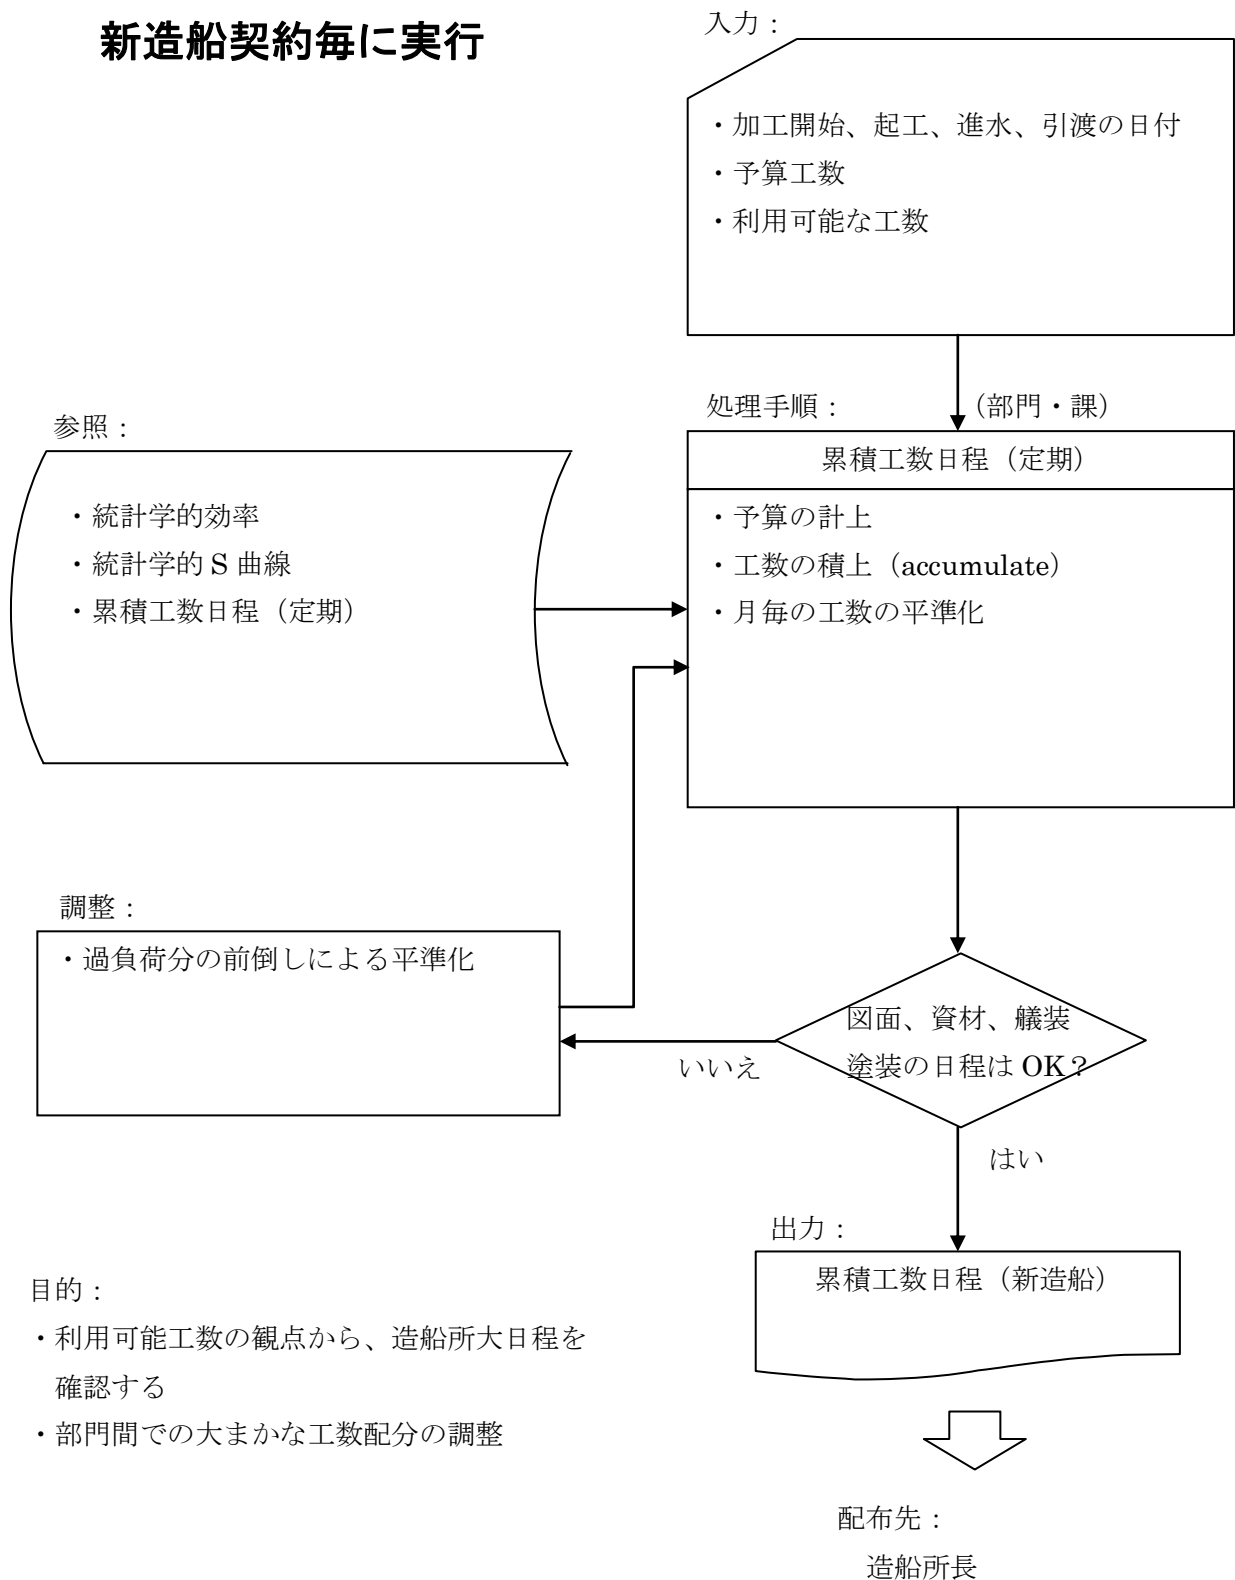 新造船契約毎に実行
入力：
・加工開始、起工、進水、引渡の日付
・予算工数
・利用可能な工数
処理手順：
（部門・課）
参照：
・統計学的効率
・統計学的 S 曲線
・累積工数日程（定期）
累積工数日程（定期）
・予算の計上
・工数の積上（accumulate）
・月毎の工数の平準化
調整：
・過負荷分の前倒しによる平準化
図面、資材、艤装
塗装の日程は OK？
いいえ
はい
出力：
累積工数日程（新造船）
目的：
・利用可能工数の観点から、造船所大日程を
確認する
・部門間での大まかな工数配分の調整
配布先：
造船所長